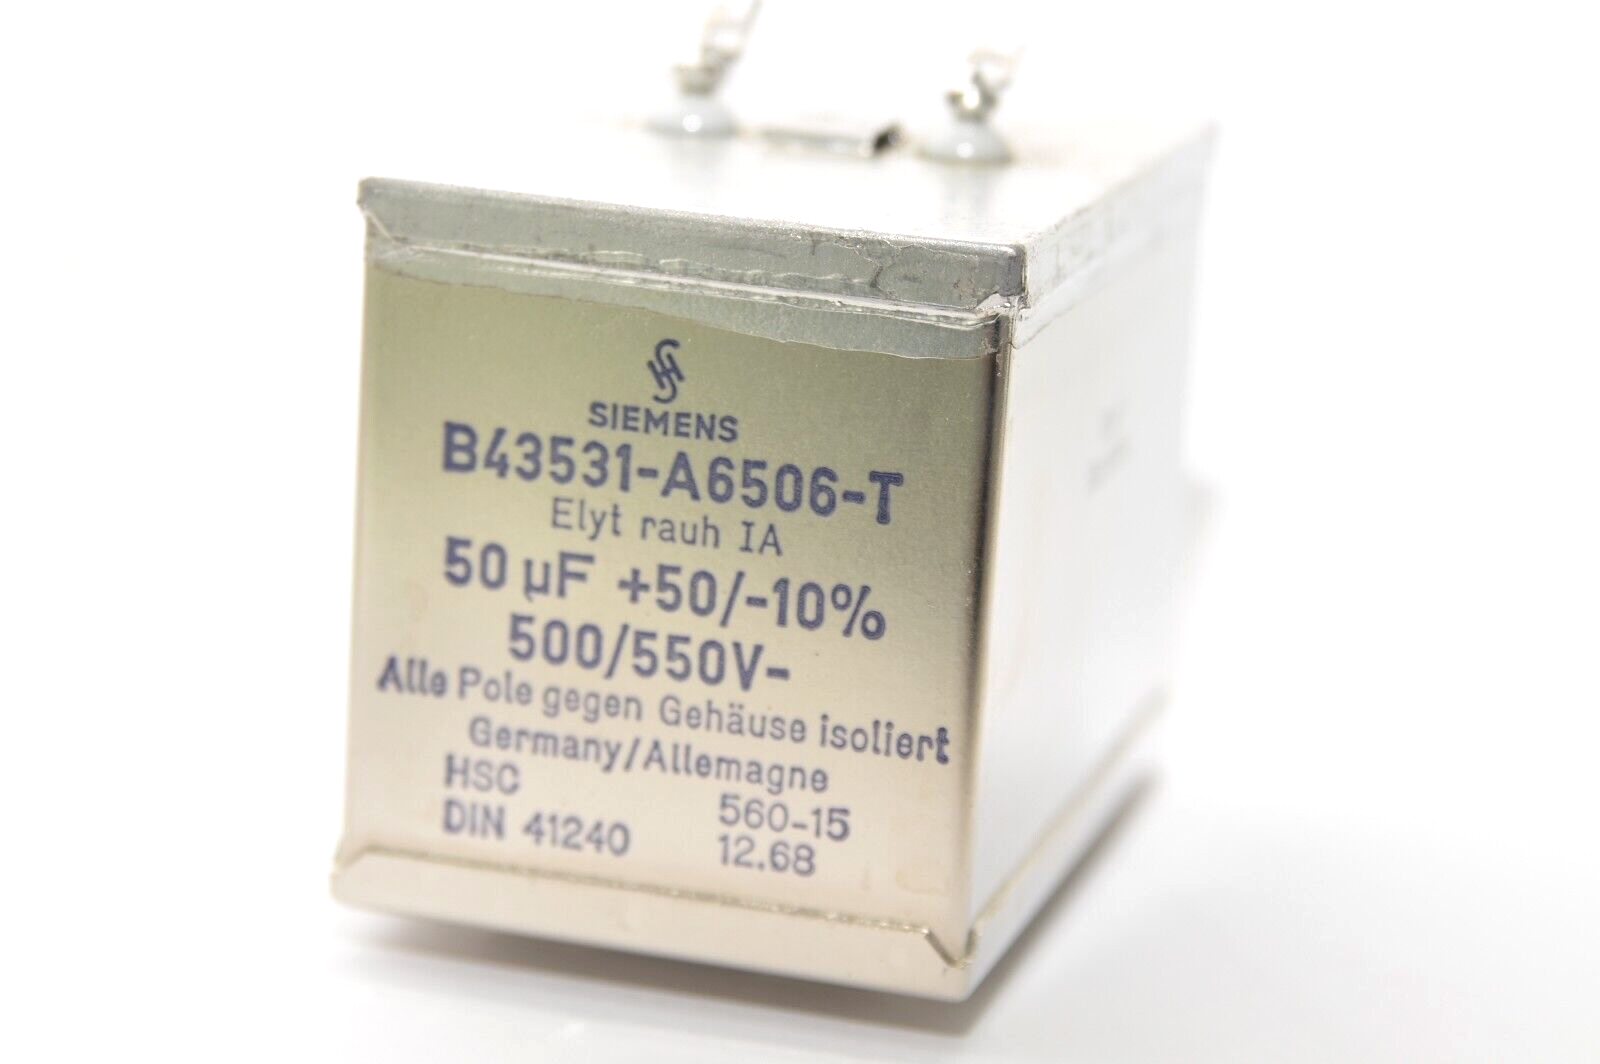 SIEMENS
B43531-A6506-T
Elyt rauh IA
50 µF +50/-10%
500/550V-
Alle Pole gegen Gehäuse isoliert
Germany/Allemagne
HSC 560-15
DIN 41240 12.68